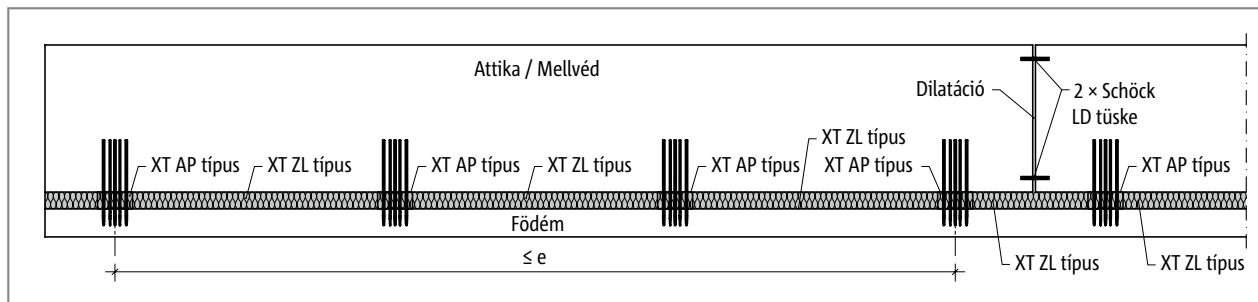 Attika / Mellvéd
Dilatáció
2 × Schöck
LD tüske
XT ZL típus
XT AP típus
XT ZL típus
XT AP típus
XT ZL típus
XT AP típus
XT AP típus
XT AP típus
Födém
≤ e
XT ZL típus
XT ZL típus